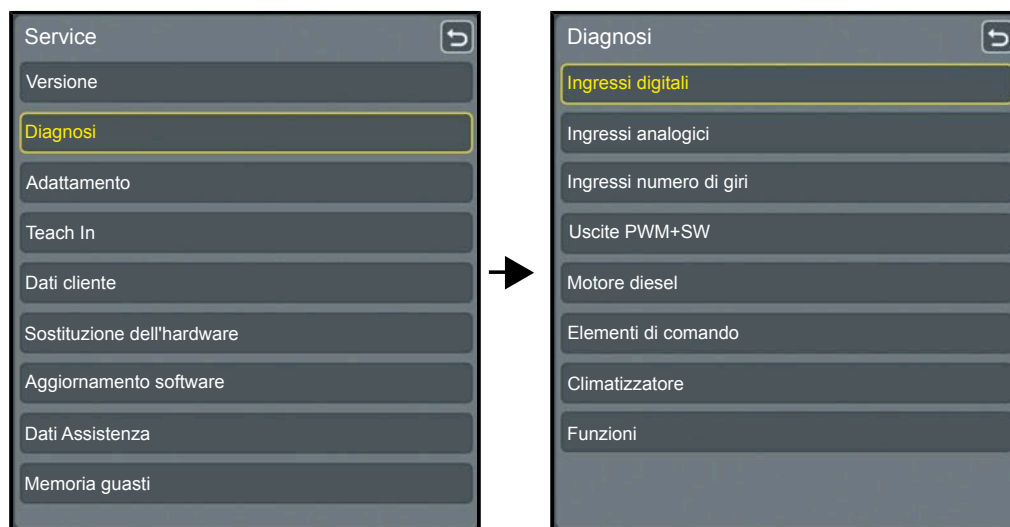 Service
Versione
Diagnosi
Adattamento
Teach In
Dati cliente
Sostituzione dell'hardware
Aggiornamento software
Dati Assistenza
Memoria guasti
Diagnosi
Ingressi digitali
Ingressi analogici
Ingressi numero di giri
Uscite PWM+SW
Motore diesel
Elementi di comando
Climatizzatore
Funzioni